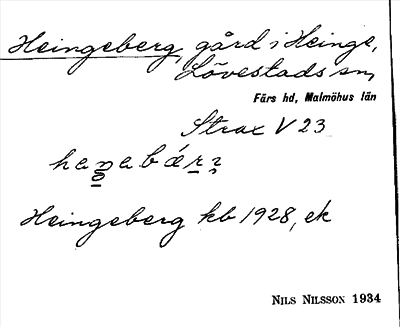 Heingeberg, gård i Heinge,
Lövestads sn,
Färs hd, Malmöhus län
Strax V 23
Heingeberg kb 1928, ek
NILS NILSSON 1934